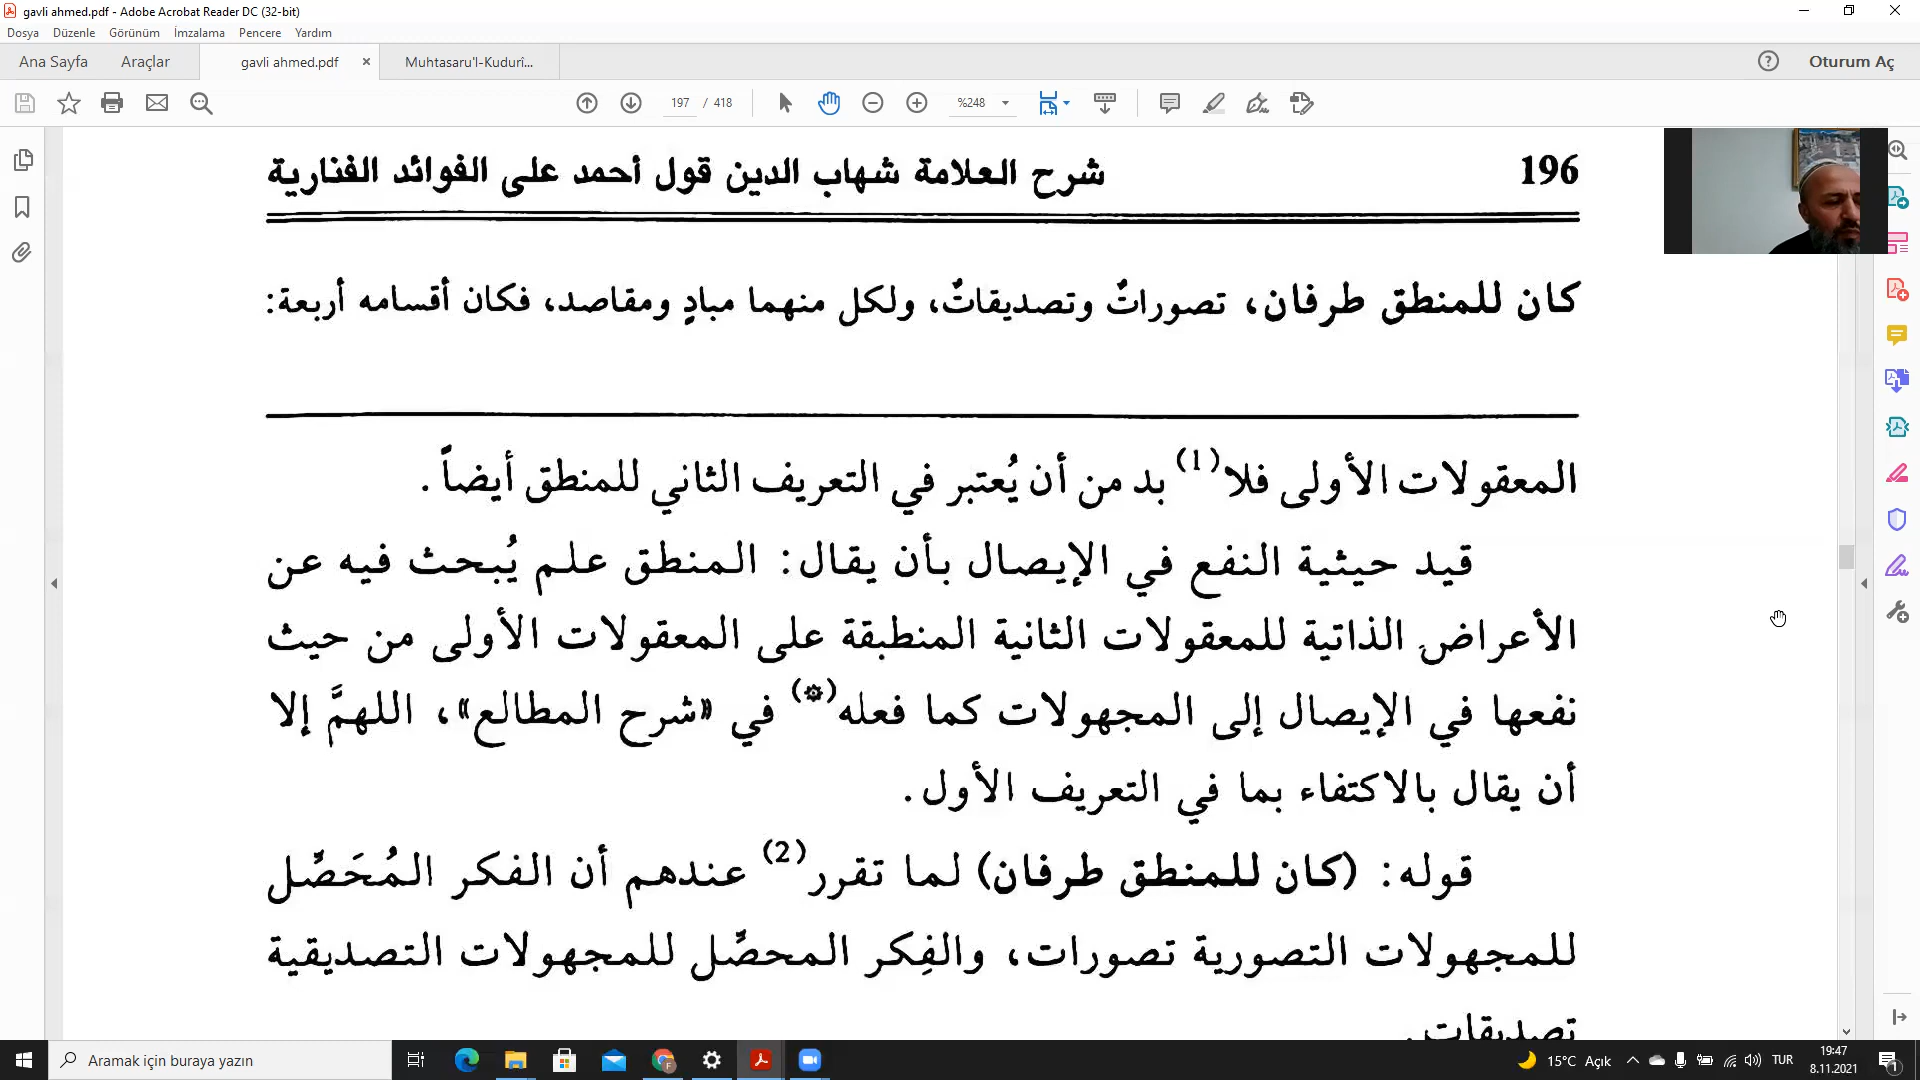 gavli ahmed.pdf - Adobe Acrobat Reader DC (32-bit)
Dosya Düzenle Görünüm İmzalama Pencere Yardım
Ana Sayfa Araçlar gavli ahmed.pdf × Muhtasaru'l-Kudurî... Oturum Aç
197 / 418 %248
شرح العلامة شهاب الدين قول أحمد على الفوائد الفنارية 196
كان للمنطق طرفان، تصوراتٌ وتصديقاتٌ، ولكل منهما مبادٍ ومقاصد، فكان أقسامه أربعة:
المعقولات الأولى فلا(1) بد من أن يُعتبر في التعريف الثاني للمنطق أيضاً.
قيد حيثية النفع في الإيصال بأن يقال: المنطق علم يُبحث فيه عن
الأعراضِ الذاتية للمعقولات الثانية المنطبقة على المعقولات الأولى من حيث
نفعها في الإيصال إلى المجهولات كما فعله(*) في «شرح المطالع»، اللهمَّ إلا
أن يقال بالاكتفاء بما في التعريف الأول.
قوله: (كان للمنطق طرفان) لما تقرر(2) عندهم أن الفكر المُحَصِّل
للمجهولات التصورية تصورات، والفِكر المحصِّل للمجهولات التصديقية
تصديقات.
Aramak için buraya yazın
15°C Açık TUR 19:47
8.11.2021
1